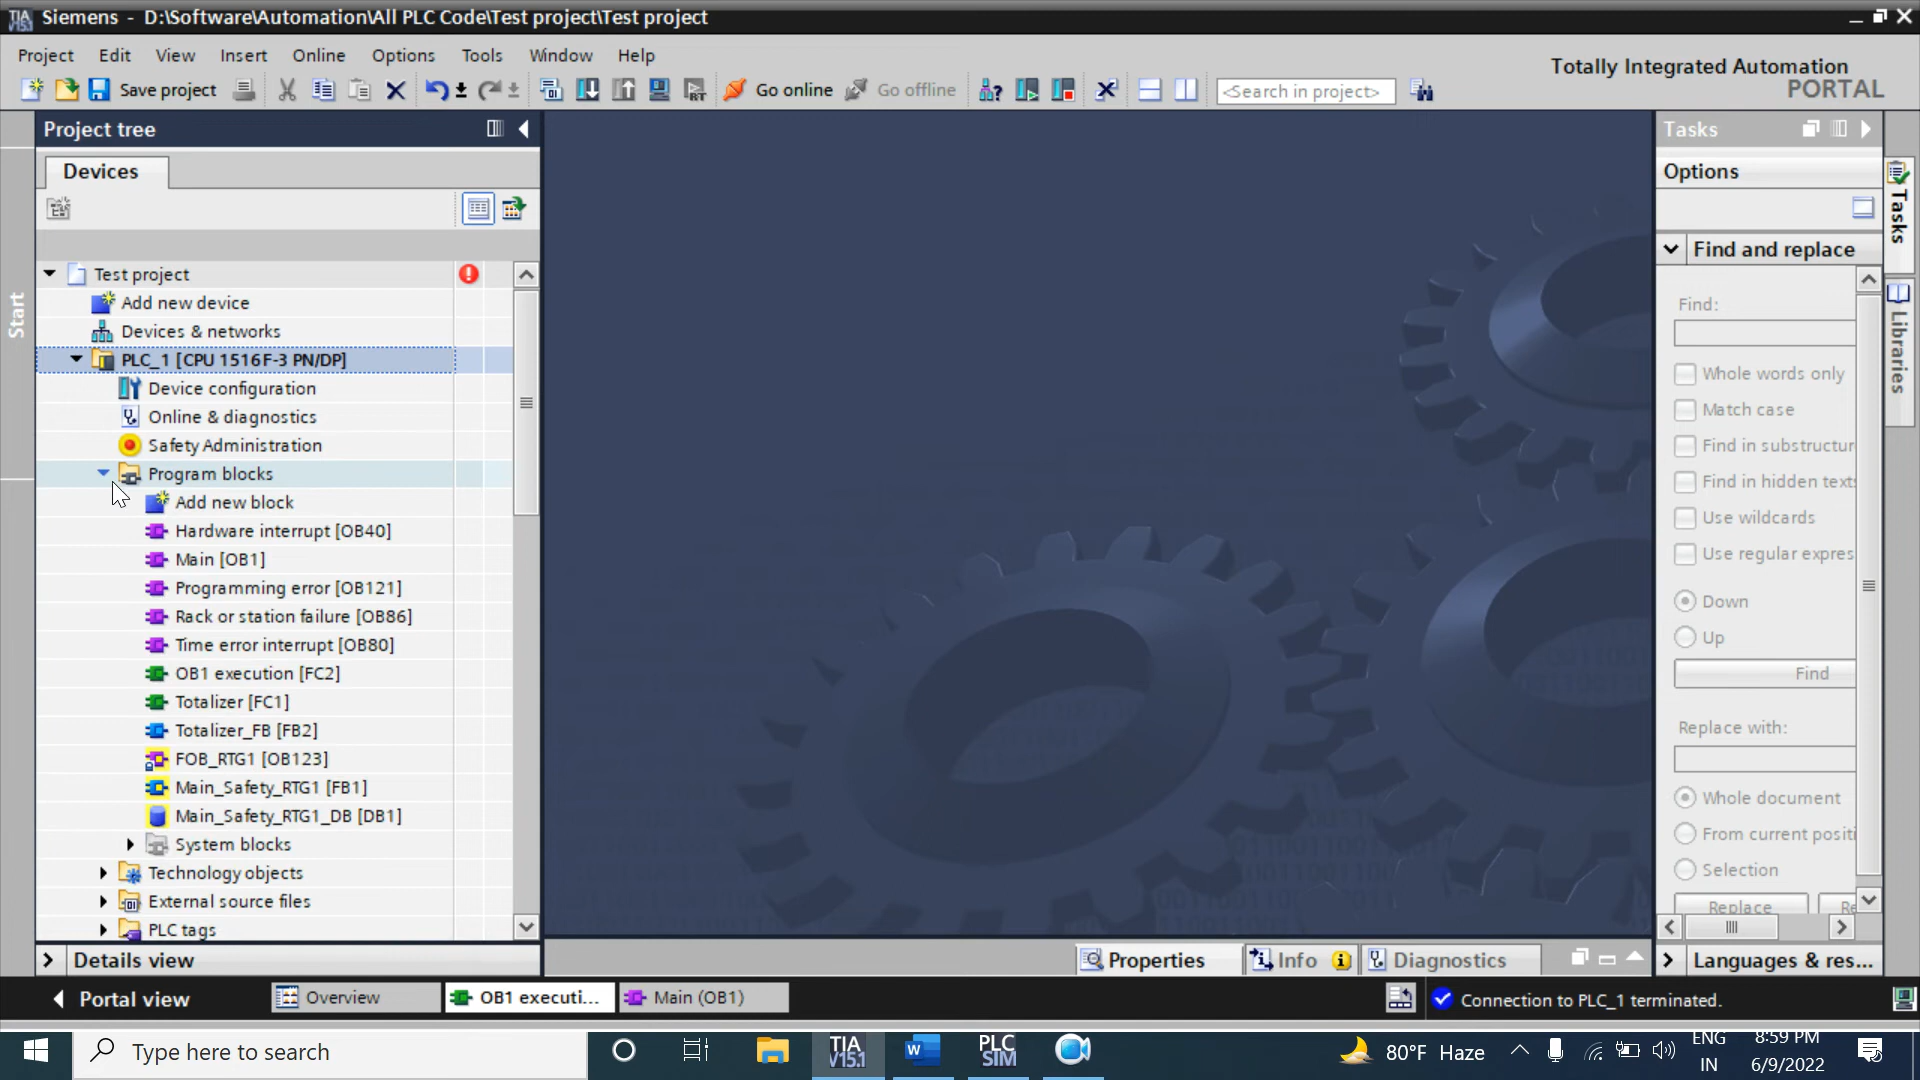 TIA V15.1 Siemens - D:\Software\Automation\All PLC Code\Test project\Test project
Project Edit View Insert Online Options Tools Window Help
Totally Integrated Automation
PORTAL
Save project Go online Go offline <Search in project>
Project tree
Devices
Start
Test project
Add new device
Devices & networks
PLC_1 [CPU 1516F-3 PN/DP]
Device configuration
Online & diagnostics
Safety Administration
Program blocks
Add new block
Hardware interrupt [OB40]
Main [OB1]
Programming error [OB121]
Rack or station failure [OB86]
Time error interrupt [OB80]
OB1 execution [FC2]
Totalizer [FC1]
Totalizer_FB [FB2]
FOB_RTG1 [OB123]
Main_Safety_RTG1 [FB1]
Main_Safety_RTG1_DB [DB1]
System blocks
Technology objects
External source files
PLC tags
Details view
Tasks
Options
Find and replace
Find:
Whole words only
Match case
Find in substructur
Find in hidden texts
Use wildcards
Use regular expres
Down
Up
Find
Replace with:
Whole document
From current positi
Selection
Replace Re
Languages & res...
Tasks
Libraries
Properties Info Diagnostics
Portal view Overview OB1 executi... Main (OB1) Connection to PLC_1 terminated.
Type here to search
TIA V15.1
PLC SIM
80°F Haze
ENG
IN
8:59 PM
6/9/2022